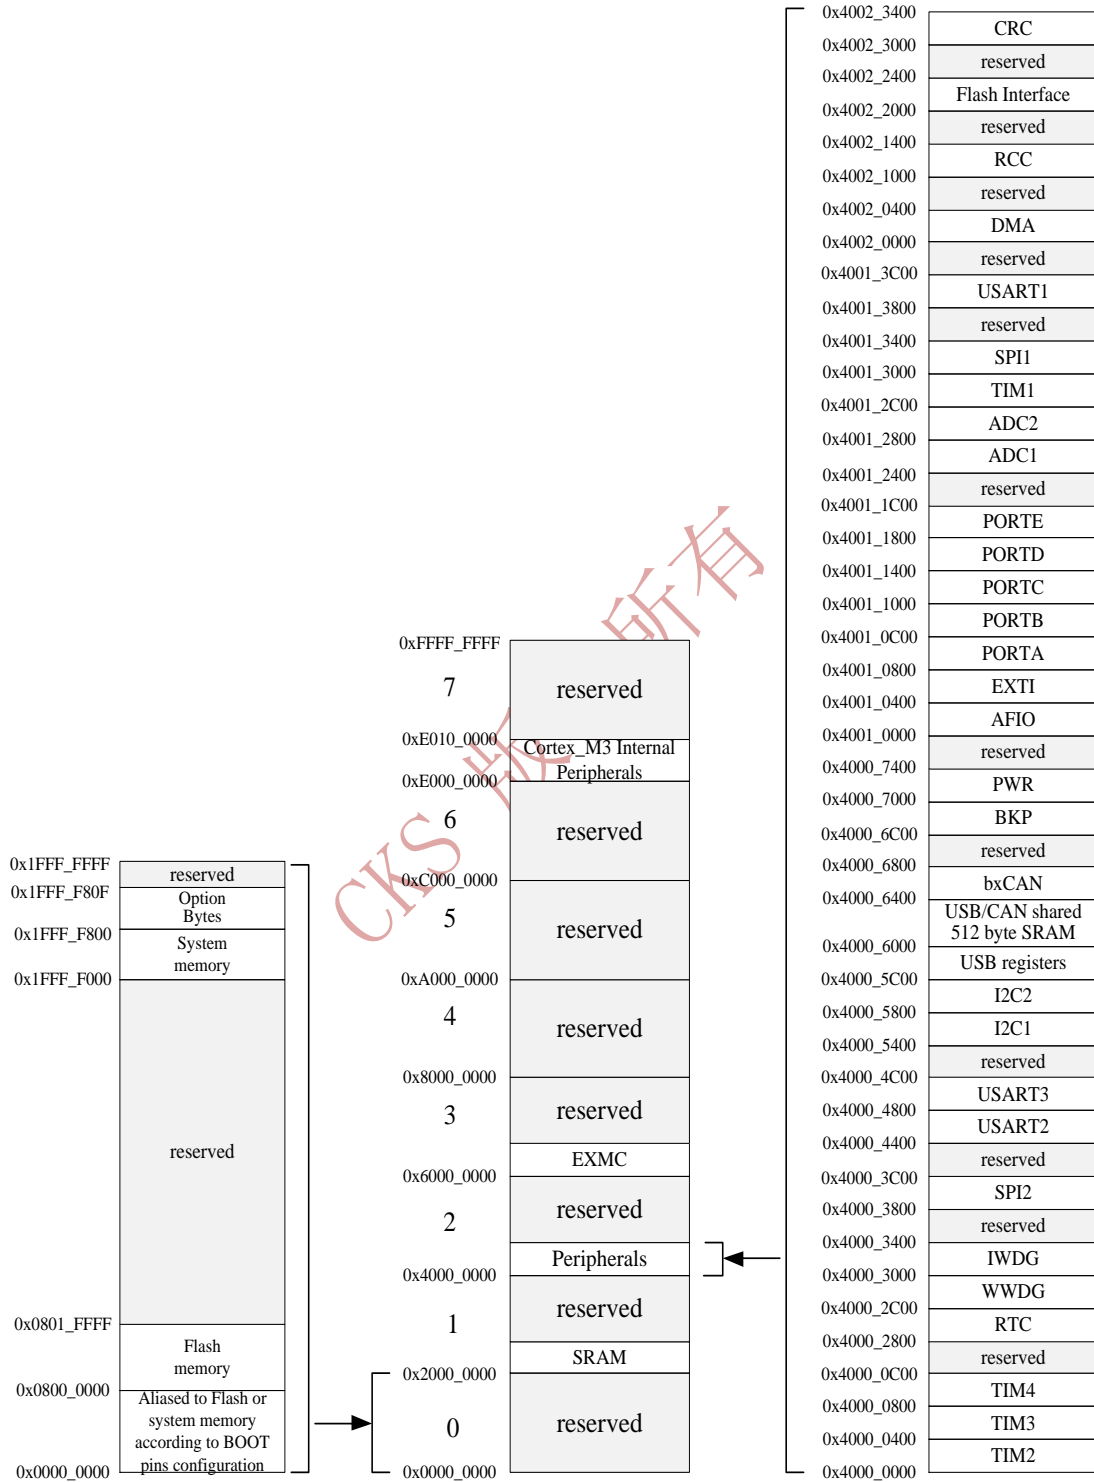 0x4002_3400
CRC
0x4002_3000
reserved
0x4002_2400
Flash Interface
0x4002_2000
reserved
0x4002_1400
RCC
0x4002_1000
reserved
0x4002_0400
DMA
0x4002_0000
reserved
0x4001_3C00
USART1
0x4001_3800
reserved
0x4001_3400
SPI1
0x4001_3000
TIM1
0x4001_2C00
ADC2
0x4001_2800
ADC1
0x4001_2400
reserved
0x4001_1C00
PORTE
0x4001_1800
PORTD
0x4001_1400
PORTC
0x4001_1000
PORTB
0x4001_0C00
PORTA
0x4001_0800
EXTI
0x4001_0400
AFIO
0x4001_0000
reserved
0x4000_7400
PWR
0x4000_7000
BKP
0x4000_6C00
reserved
0x4000_6800
bxCAN
0x4000_6400
USB/CAN shared
512 byte SRAM
0x4000_6000
USB registers
0x4000_5C00
I2C2
0x4000_5800
I2C1
0x4000_5400
reserved
0x4000_4C00
USART3
0x4000_4800
USART2
0x4000_4400
reserved
0x4000_3C00
SPI2
0x4000_3800
reserved
0x4000_3400
IWDG
0x4000_3000
WWDG
0x4000_2C00
RTC
0x4000_2800
reserved
0x4000_0C00
TIM4
0x4000_0800
TIM3
0x4000_0400
TIM2
0x4000_0000
0xFFFF_FFFF
7
reserved
0xE010_0000
Cortex_M3 Internal
Peripherals
0xE000_0000
6
reserved
0xC000_0000
5
reserved
0xA000_0000
4
reserved
0x8000_0000
3
reserved
EXMC
0x6000_0000
2
reserved
Peripherals
0x4000_0000
1
reserved
SRAM
0x2000_0000
0
reserved
0x0000_0000
0x1FFF_FFFF
reserved
0x1FFF_F80F
Option
Bytes
0x1FFF_F800
System
memory
0x1FFF_F000
reserved
0x0801_FFFF
Flash
memory
0x0800_0000
Aliased to Flash or
system memory
according to BOOT
pins configuration
0x0000_0000
CKS 版 所有